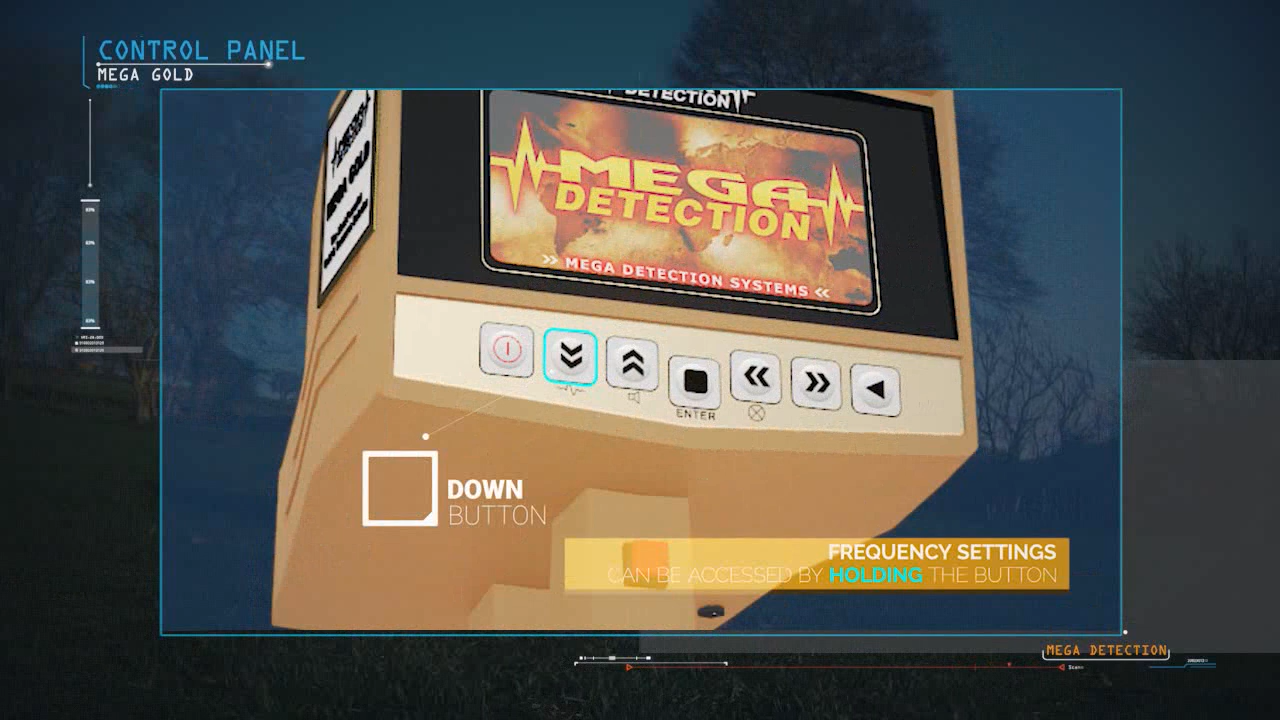 CONTROL PANEL
MEGA GOLD
DETECTION
MEGA
DETECTION
MEGA DETECTION SYSTEMS
ENTER
DOWN
BUTTON
FREQUENCY SETTINGS
CAN BE ACCESSED BY HOLDING THE BUTTON
MEGA DETECTION